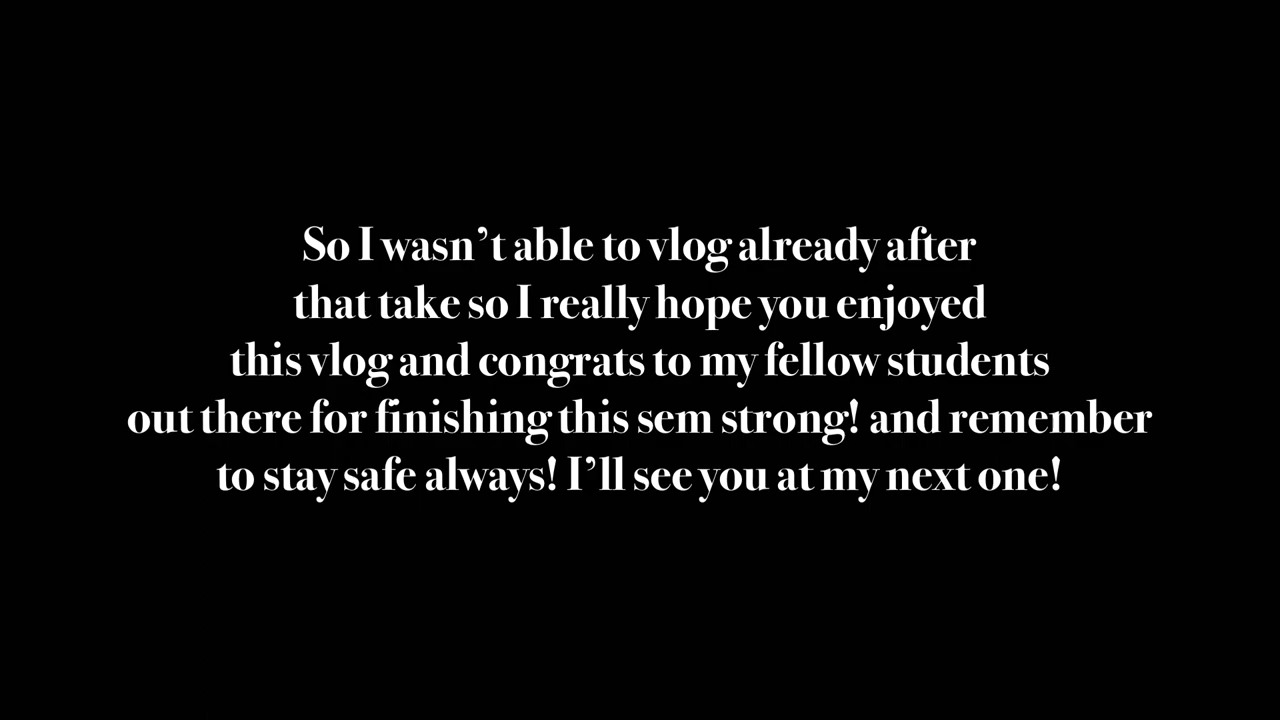 So I wasn’t able to vlog already after
that take so I really hope you enjoyed
this vlog and congrats to my fellow students
out there for finishing this sem strong! and remember
to stay safe always! I’ll see you at my next one!